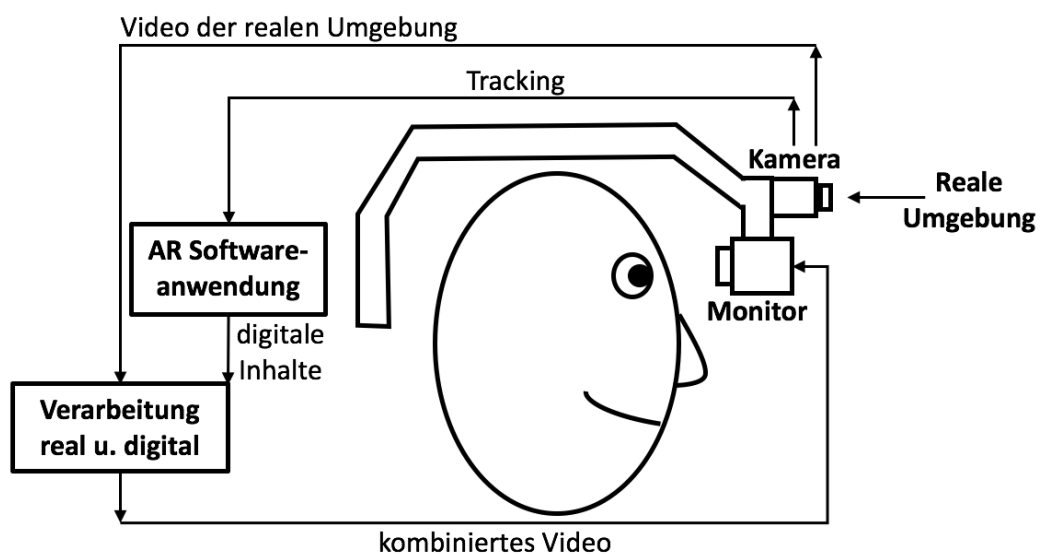 Video der realen Umgebung
Tracking
Kamera
Reale
Umgebung
AR Software-
anwendung
Monitor
digitale
Inhalte
Verarbeitung
real u. digital
kombiniertes Video